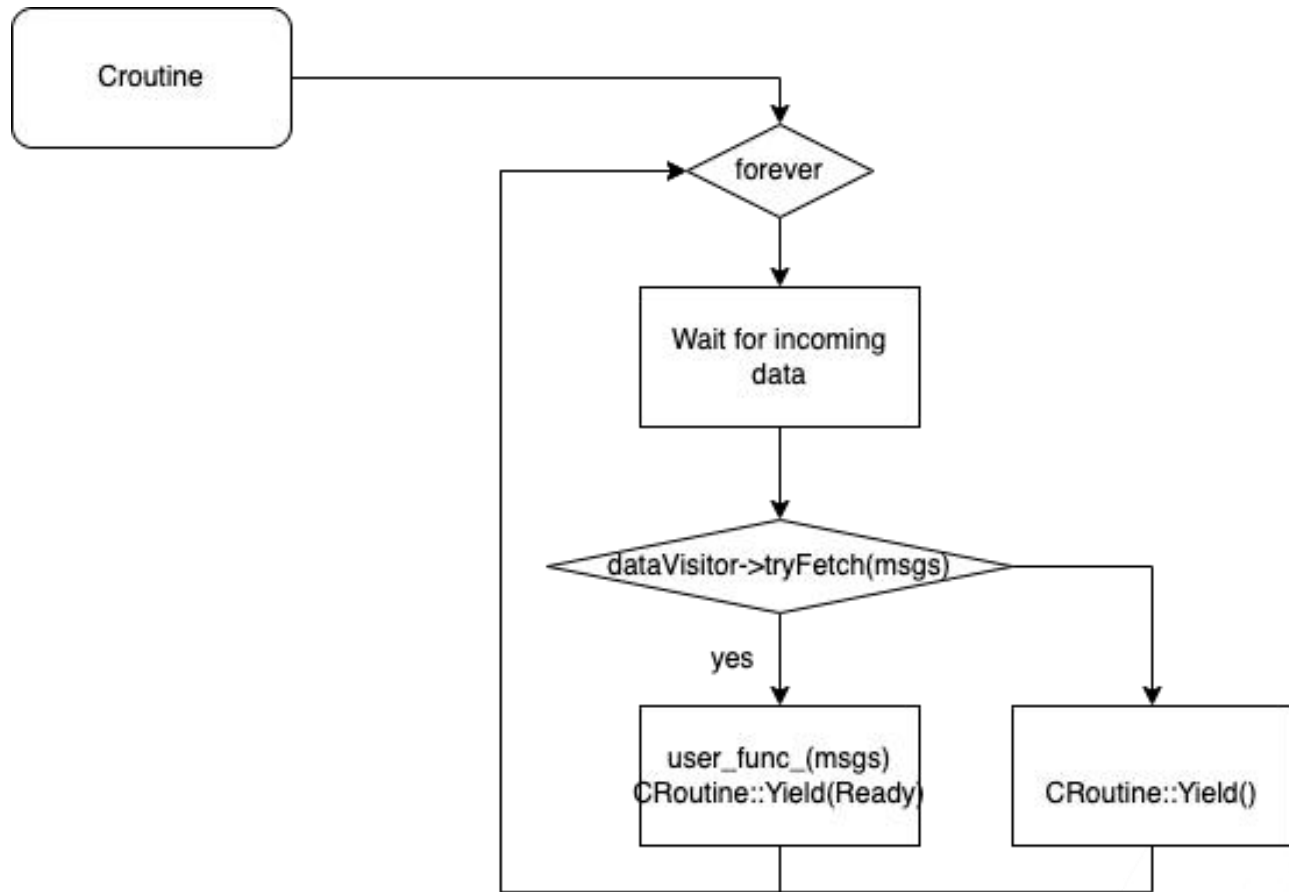 Croutine
forever
Wait for incoming
data
dataVisitor->tryFetch(msgs)
yes
user_func_(msgs)
CRoutine::Yield(Ready)
CRoutine::Yield()